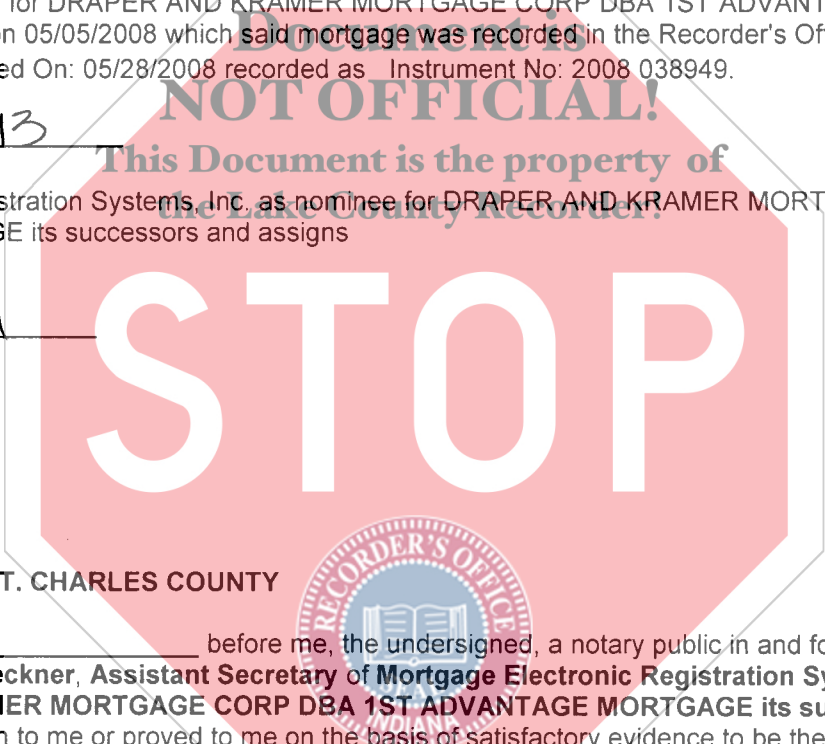 for DRAPER AND KRAMER MORTGAGE CORP DBA 1ST ADVANT
n 05/05/2008 which said mortgage was recorded in the Recorder's Of
Document is
ed On: 05/28/2008 recorded as Instrument No: 2008 038949.
NOT OFFICIAL!
13
This Document is the property of
the Lake County Recorder!
stration Systems, Inc. as nominee for DRAPER AND KRAMER MORT
GE its successors and assigns
STOP
T. CHARLES COUNTY
RECORDER'S OFFICE
before me, the undersigned, a notary public in and fo
eckner, Assistant Secretary of Mortgage Electronic Registration Sy
ER MORTGAGE CORP DBA 1ST ADVANTAGE MORTGAGE its su
SEAL
INDIANA
n to me or proved to me on the basis of satisfactory evidence to be the